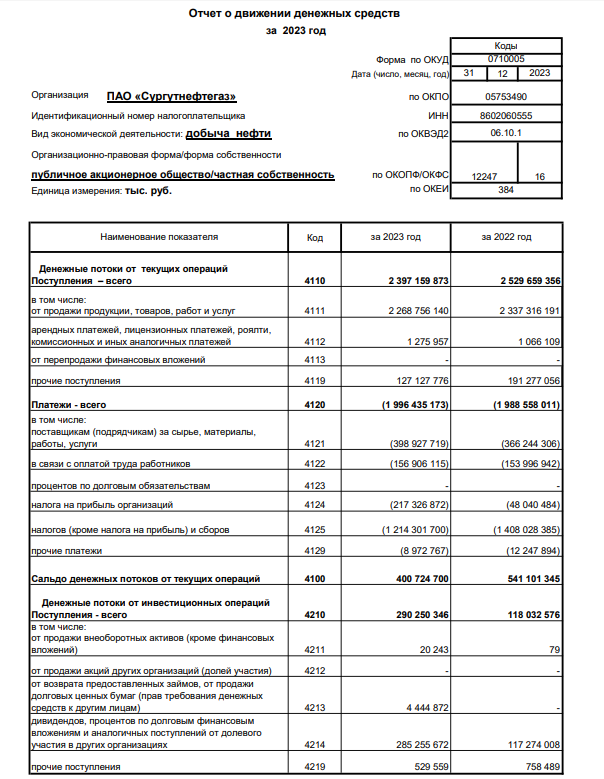 Отчет о движении денежных средств
за 2023 год
Коды
Форма по ОКУД 0710005
Дата (число, месяц, год) 31 12 2023
Организация ПАО «Сургутнефтегаз» по ОКПО 05753490
Идентификационный номер налогоплательщика ИНН 8602060555
Вид экономической деятельности: добыча нефти по ОКВЭД2 06.10.1
Организационно-правовая форма/форма собственности
публичное акционерное общество/частная собственность по ОКОПФ/ОКФС 12247 16
Единица измерения: тыс. руб. по ОКЕИ 384
Наименование показателя Код за 2023 год за 2022 год
Денежные потоки от текущих операций
Поступления – всего 4110 2 397 159 873 2 529 659 356
в том числе:
от продажи продукции, товаров, работ и услуг 4111 2 268 756 140 2 337 316 191
арендных платежей, лицензионных платежей, роялти,
комиссионных и иных аналогичных платежей 4112 1 275 957 1 066 109
от перепродажи финансовых вложений 4113 - -
прочие поступления 4119 127 127 776 191 277 056
Платежи - всего 4120 (1 996 435 173) (1 988 558 011)
в том числе:
поставщикам (подрядчикам) за сырье, материалы,
работы, услуги 4121 (398 927 719) (366 244 306)
в связи с оплатой труда работников 4122 (156 906 115) (153 996 942)
процентов по долговым обязательствам 4123 - -
налога на прибыль организаций 4124 (217 326 872) (48 040 484)
налогов (кроме налога на прибыль) и сборов 4125 (1 214 301 700) (1 408 028 385)
прочие платежи 4129 (8 972 767) (12 247 894)
Сальдо денежных потоков от текущих операций 4100 400 724 700 541 101 345
Денежные потоки от инвестиционных операций
Поступления - всего 4210 290 250 346 118 032 576
в том числе:
от продажи внеоборотных активов (кроме финансовых
вложений) 4211 20 243 79
от продажи акций других организаций (долей участия) 4212 - -
от возврата предоставленных займов, от продажи
долговых ценных бумаг (прав требования денежных
средств к другим лицам) 4213 4 444 872 -
дивидендов, процентов по долговым финансовым
вложениям и аналогичных поступлений от долевого
участия в других организациях 4214 285 255 672 117 274 008
прочие поступления 4219 529 559 758 489